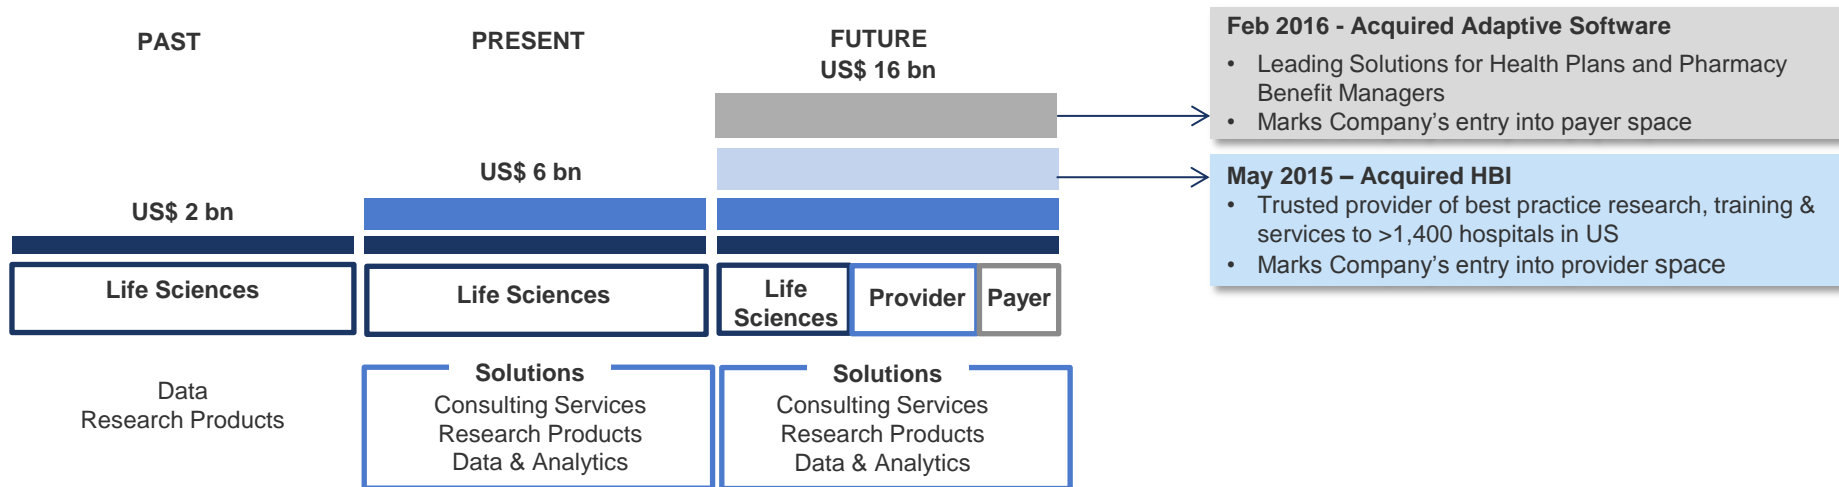 PAST
US$ 2 bn
Life Sciences
Data
Research Products
PRESENT
US$ 6 bn
Life Sciences
Solutions
Consulting Services
Research Products
Data & Analytics
FUTURE
US$ 16 bn
Life
Sciences
Provider
Payer
Solutions
Consulting Services
Research Products
Data & Analytics
Feb 2016 - Acquired Adaptive Software
• Leading Solutions for Health Plans and Pharmacy
Benefit Managers
• Marks Company’s entry into payer space
May 2015 – Acquired HBI
• Trusted provider of best practice research, training &
services to >1,400 hospitals in US
• Marks Company’s entry into provider space